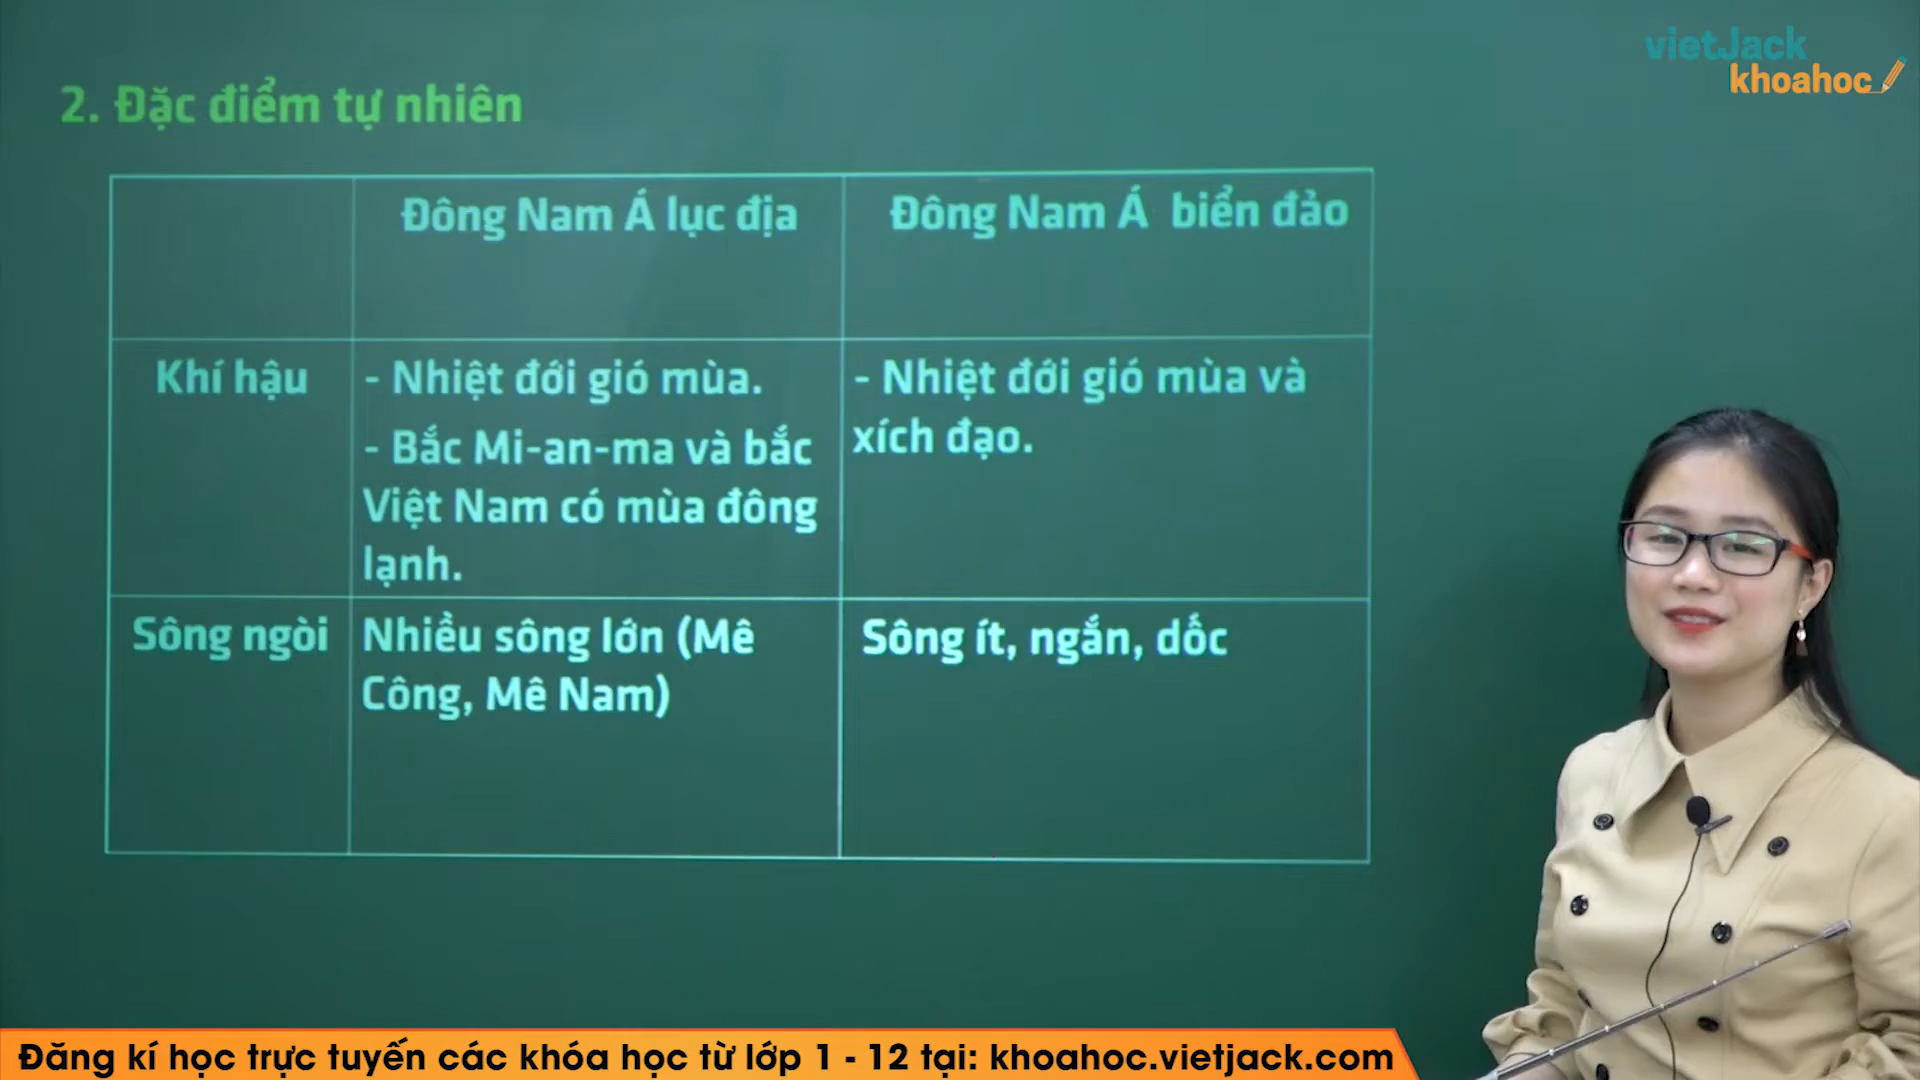 vietJack
khoahoc
2. Đặc điểm tự nhiên
Đông Nam Á lục địa
Đông Nam Á biển đảo
Khí hậu
- Nhiệt đới gió mùa.
- Bắc Mi-an-ma và bắc
Việt Nam có mùa đông
lạnh.
- Nhiệt đới gió mùa và
xích đạo.
Sông ngòi
Nhiều sông lớn (Mê
Công, Mê Nam)
Sông ít, ngắn, dốc
Đăng kí học trực tuyến các khóa học từ lớp 1 - 12 tại: khoahoc.vietjack.com